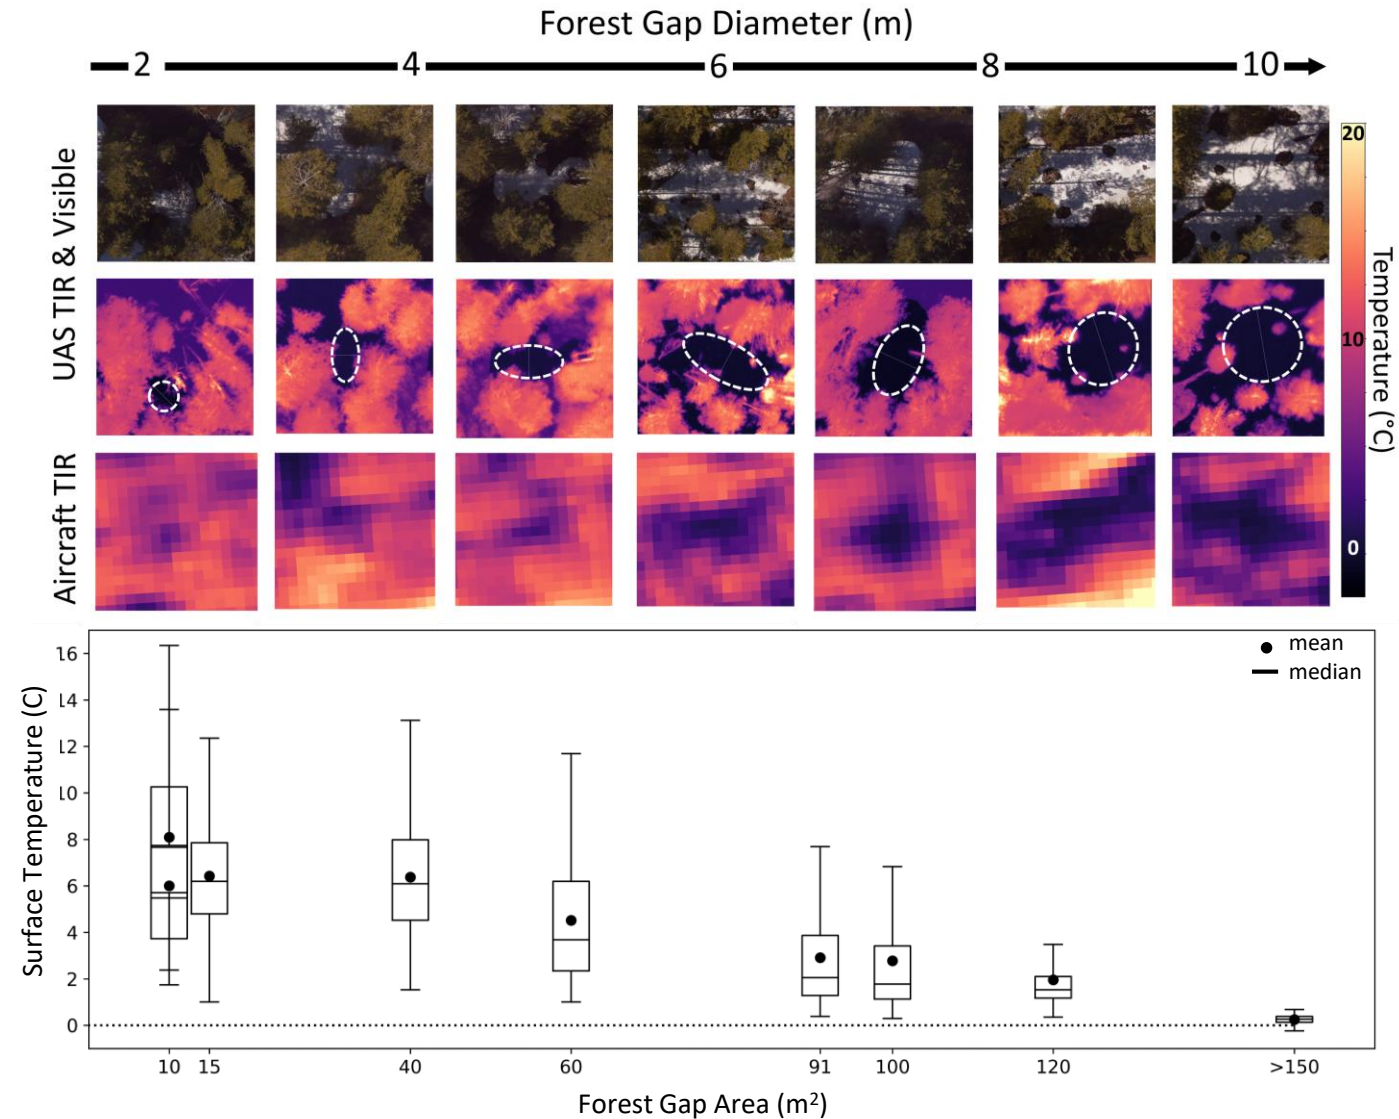 Forest Gap Diameter (m)
2 4 6 8 10
UAS TIR & Visible
Aircraft TIR
20
10
0
Temperature (°C)
mean
median
Surface Temperature (C)
16
14
12
10
8
6
4
2
0
10 15 40 60 91 100 120 >150
Forest Gap Area (m²)